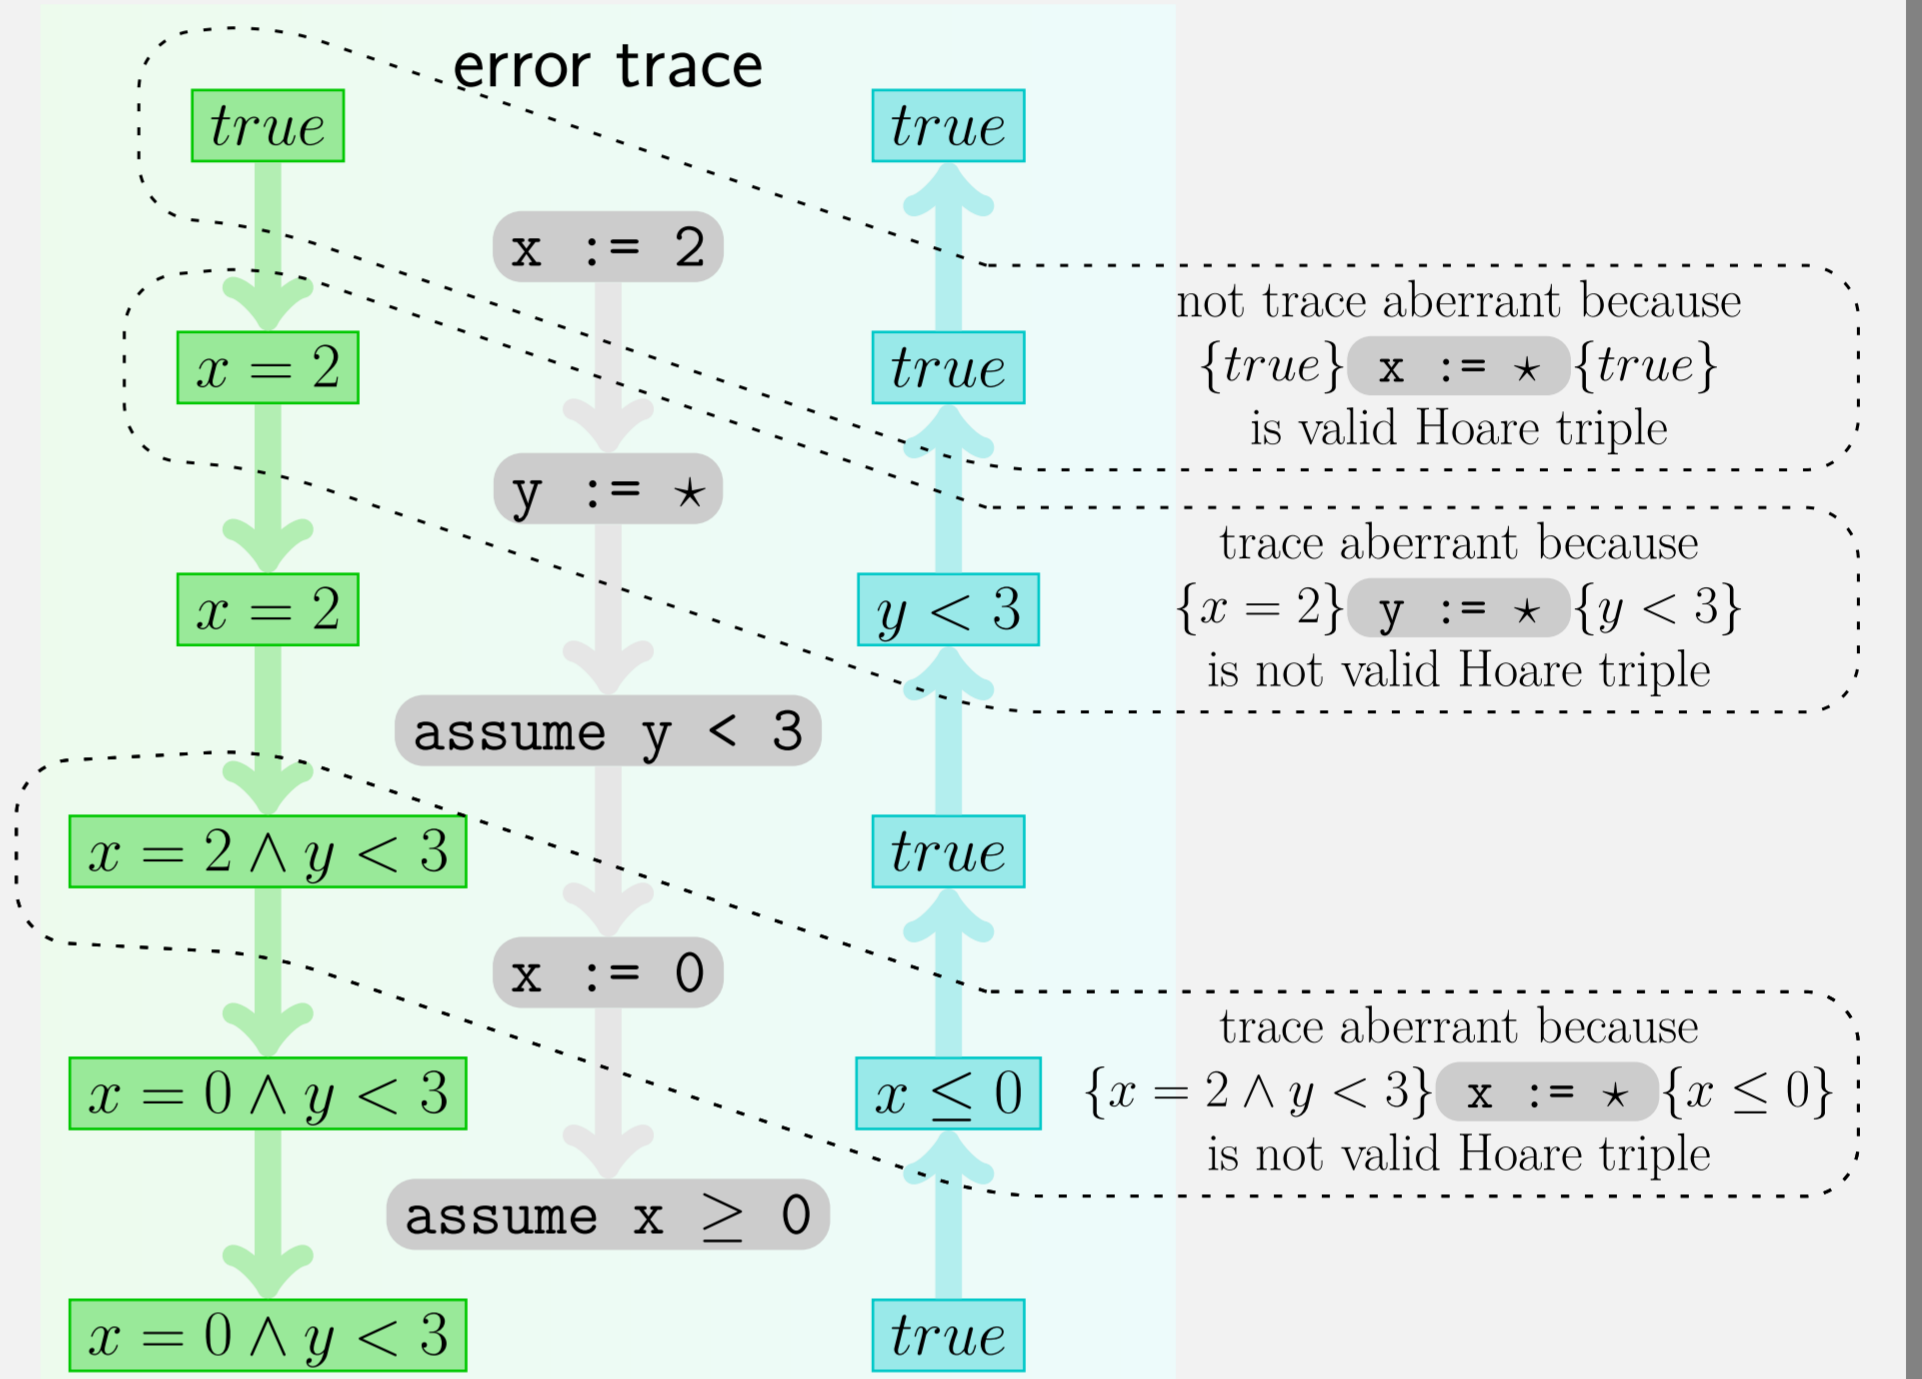 error trace
true
true
x := 2
not trace aberrant because
x = 2
true
{true} x := ⋆ {true}
is valid Hoare triple
y := ⋆
trace aberrant because
x = 2
y < 3
{x = 2} y := ⋆ {y < 3}
is not valid Hoare triple
assume y < 3
x = 2 ∧ y < 3
true
x := 0
trace aberrant because
x = 0 ∧ y < 3
x ≤ 0
{x = 2 ∧ y < 3} x := ⋆ {x ≤ 0}
is not valid Hoare triple
assume x ≥ 0
x = 0 ∧ y < 3
true